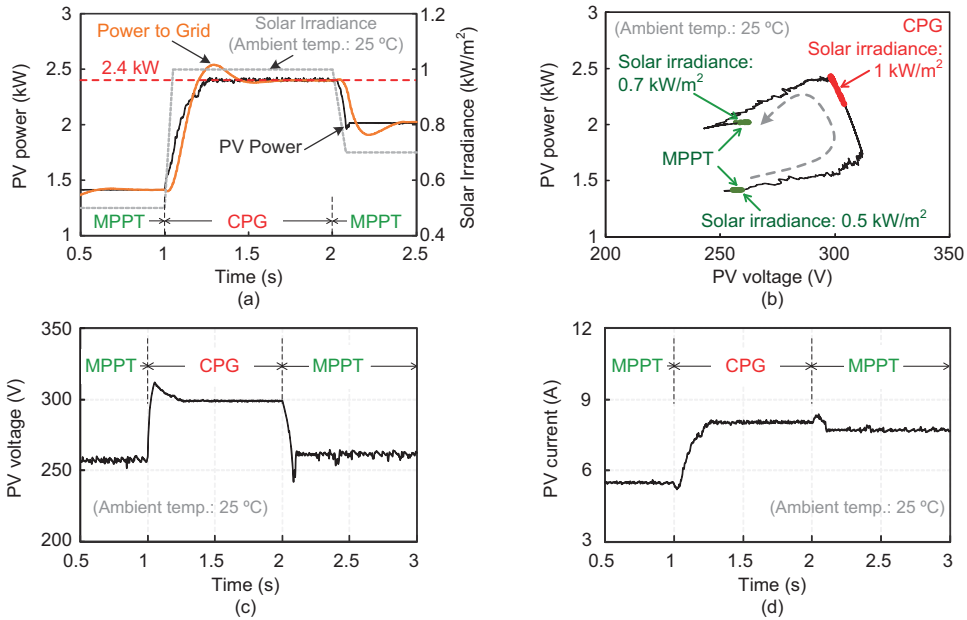 3
2.5
2
1.5
1
PV power (kW)
Power to Grid
Solar Irradiance
(Ambient temp.: 25 ºC)
2.4 kW
PV Power
MPPT
CPG
MPPT
1.2
1
0.8
0.6
0.4
Solar Irradiance (kW/m²)
0.5
1
1.5
2
2.5
Time (s)
(a)
3
2.5
2
1.5
1
PV power (kW)
(Ambient temp.: 25 ºC)
CPG
Solar irradiance:
1 kW/m²
Solar irradiance:
0.7 kW/m²
MPPT
Solar irradiance: 0.5 kW/m²
200
250
300
350
PV voltage (V)
(b)
350
300
250
200
PV voltage (V)
MPPT
CPG
MPPT
(Ambient temp.: 25 ºC)
0.5
1
1.5
2
2.5
3
Time (s)
(c)
12
9
6
3
PV current (A)
MPPT
CPG
MPPT
(Ambient temp.: 25 ºC)
0.5
1
1.5
2
2.5
3
Time (s)
(d)